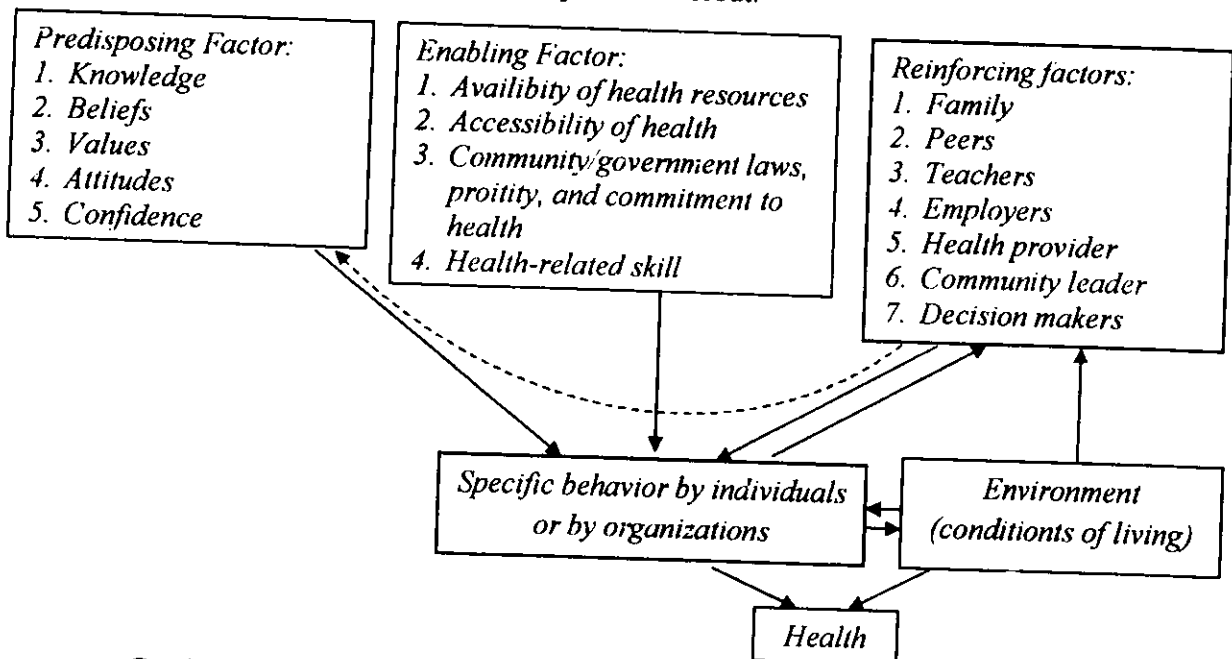 Predisposing Factor:
1. Knowledge
2. Beliefs
3. Values
4. Attitudes
5. Confidence
Enabling Factor:
1. Availibity of health resources
2. Accessibility of health
3. Community/government laws,
proitity, and commitment to
health
4. Health-related skill
Reinforcing factors:
1. Family
2. Peers
3. Teachers
4. Employers
5. Health provider
6. Community leader
7. Decision makers
Specific behavior by individuals
or by organizations
Environment
(conditionts of living)
Health